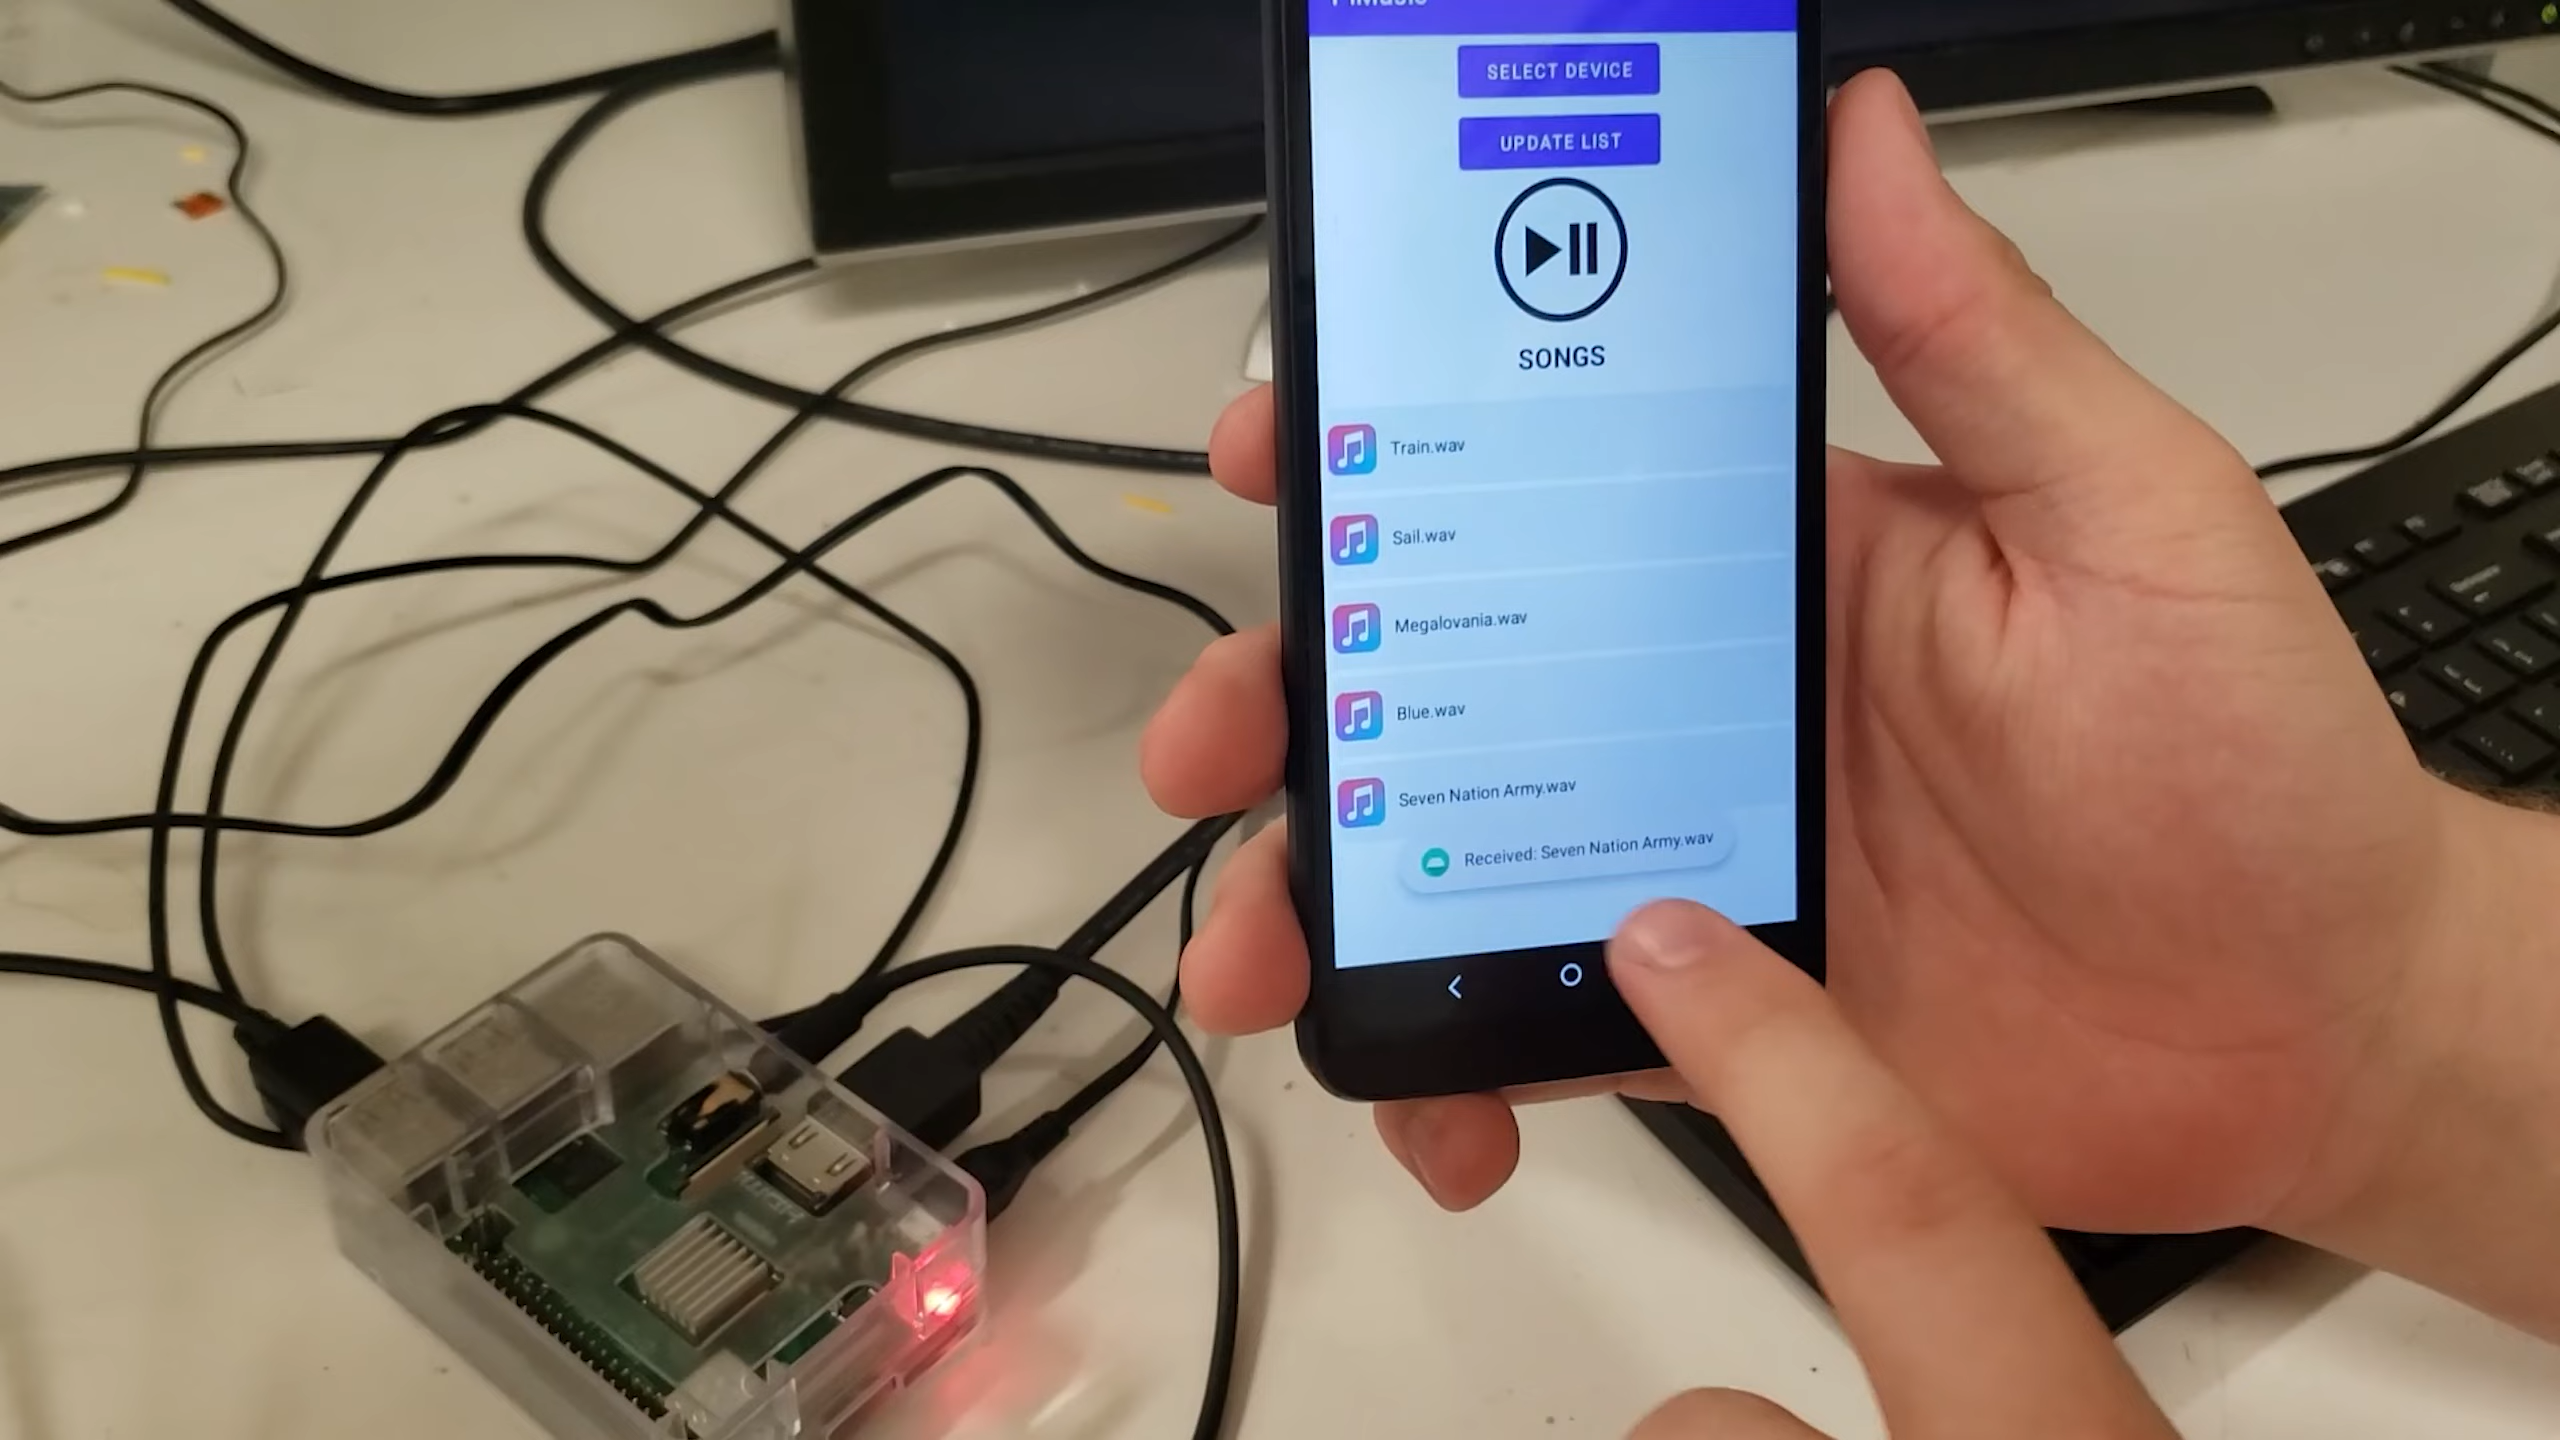 SELECT DEVICE
UPDATE LIST
SONGS
Train.wav
Sail.wav
Megalovania.wav
Blue.wav
Seven Nation Army.wav
Received: Seven Nation Army.wav